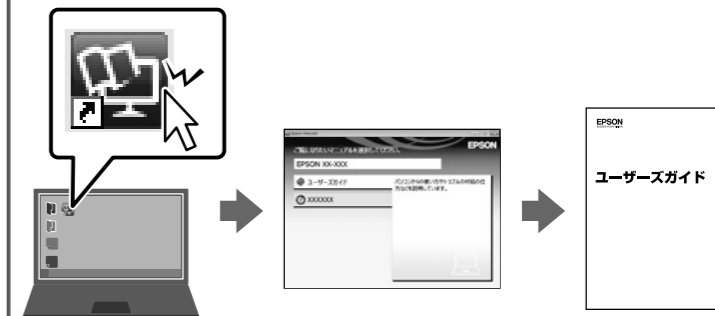 ご覧になりたいマニュアルを選択してください。
EPSON
EPSON XX-XXX
ユーザーズガイド
パソコンからの使い方やトラブルの対処の仕
方などを説明しています。
XXXXXX
EPSON
ユーザーズガイド